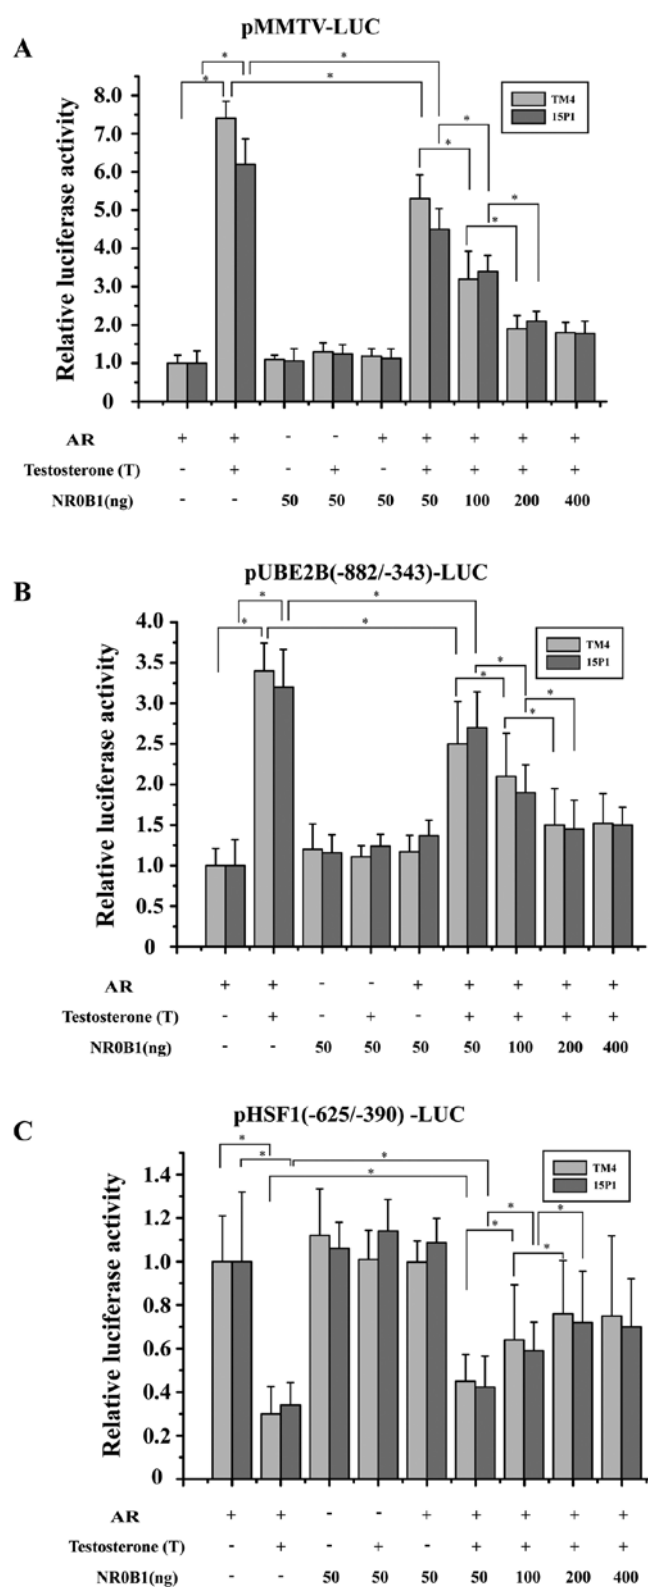 A
pMMTV-LUC
* *
* *
8.0
7.0
6.0
5.0
4.0
3.0
2.0
1.0
0
Relative luciferase activity
TM4
15P1
* *
* *
AR + + - - + + + + +
Testosterone (T) - + - + - + + + +
NR0B1(ng) - - 50 50 50 50 100 200 400
B
pUBE2B(-882/-343)-LUC
* *
* *
4.0
3.5
3.0
2.5
2.0
1.5
1.0
0.5
0
Relative luciferase activity
TM4
15P1
* *
* *
AR + + - - + + + + +
Testosterone (T) - + - + - + + + +
NR0B1(ng) - - 50 50 50 50 100 200 400
C
pHSF1(-625/-390) -LUC
* *
* *
1.4
1.2
1.0
0.8
0.6
0.4
0.2
0
Relative luciferase activity
TM4
15P1
* *
* *
AR + + - - + + + + +
Testosterone (T) - + - + - + + + +
NR0B1(ng) - - 50 50 50 50 100 200 400